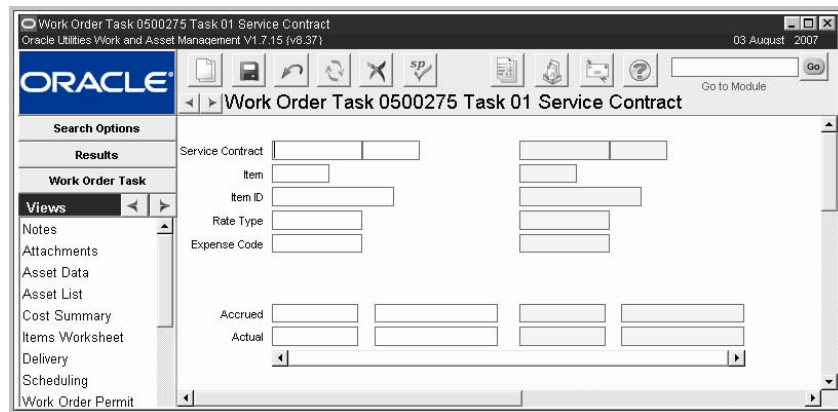 Work Order Task 0500275 Task 01 Service Contract
Oracle Utilities Work and Asset Management V1.7.15 (v8.37)
03 August 2007
ORACLE
sp
Go
Go to Module
Work Order Task 0500275 Task 01 Service Contract
Search Options
Results
Work Order Task
Views
Notes
Attachments
Asset Data
Asset List
Cost Summary
Items Worksheet
Delivery
Scheduling
Work Order Permit
Service Contract
Item
Item ID
Rate Type
Expense Code
Accrued
Actual